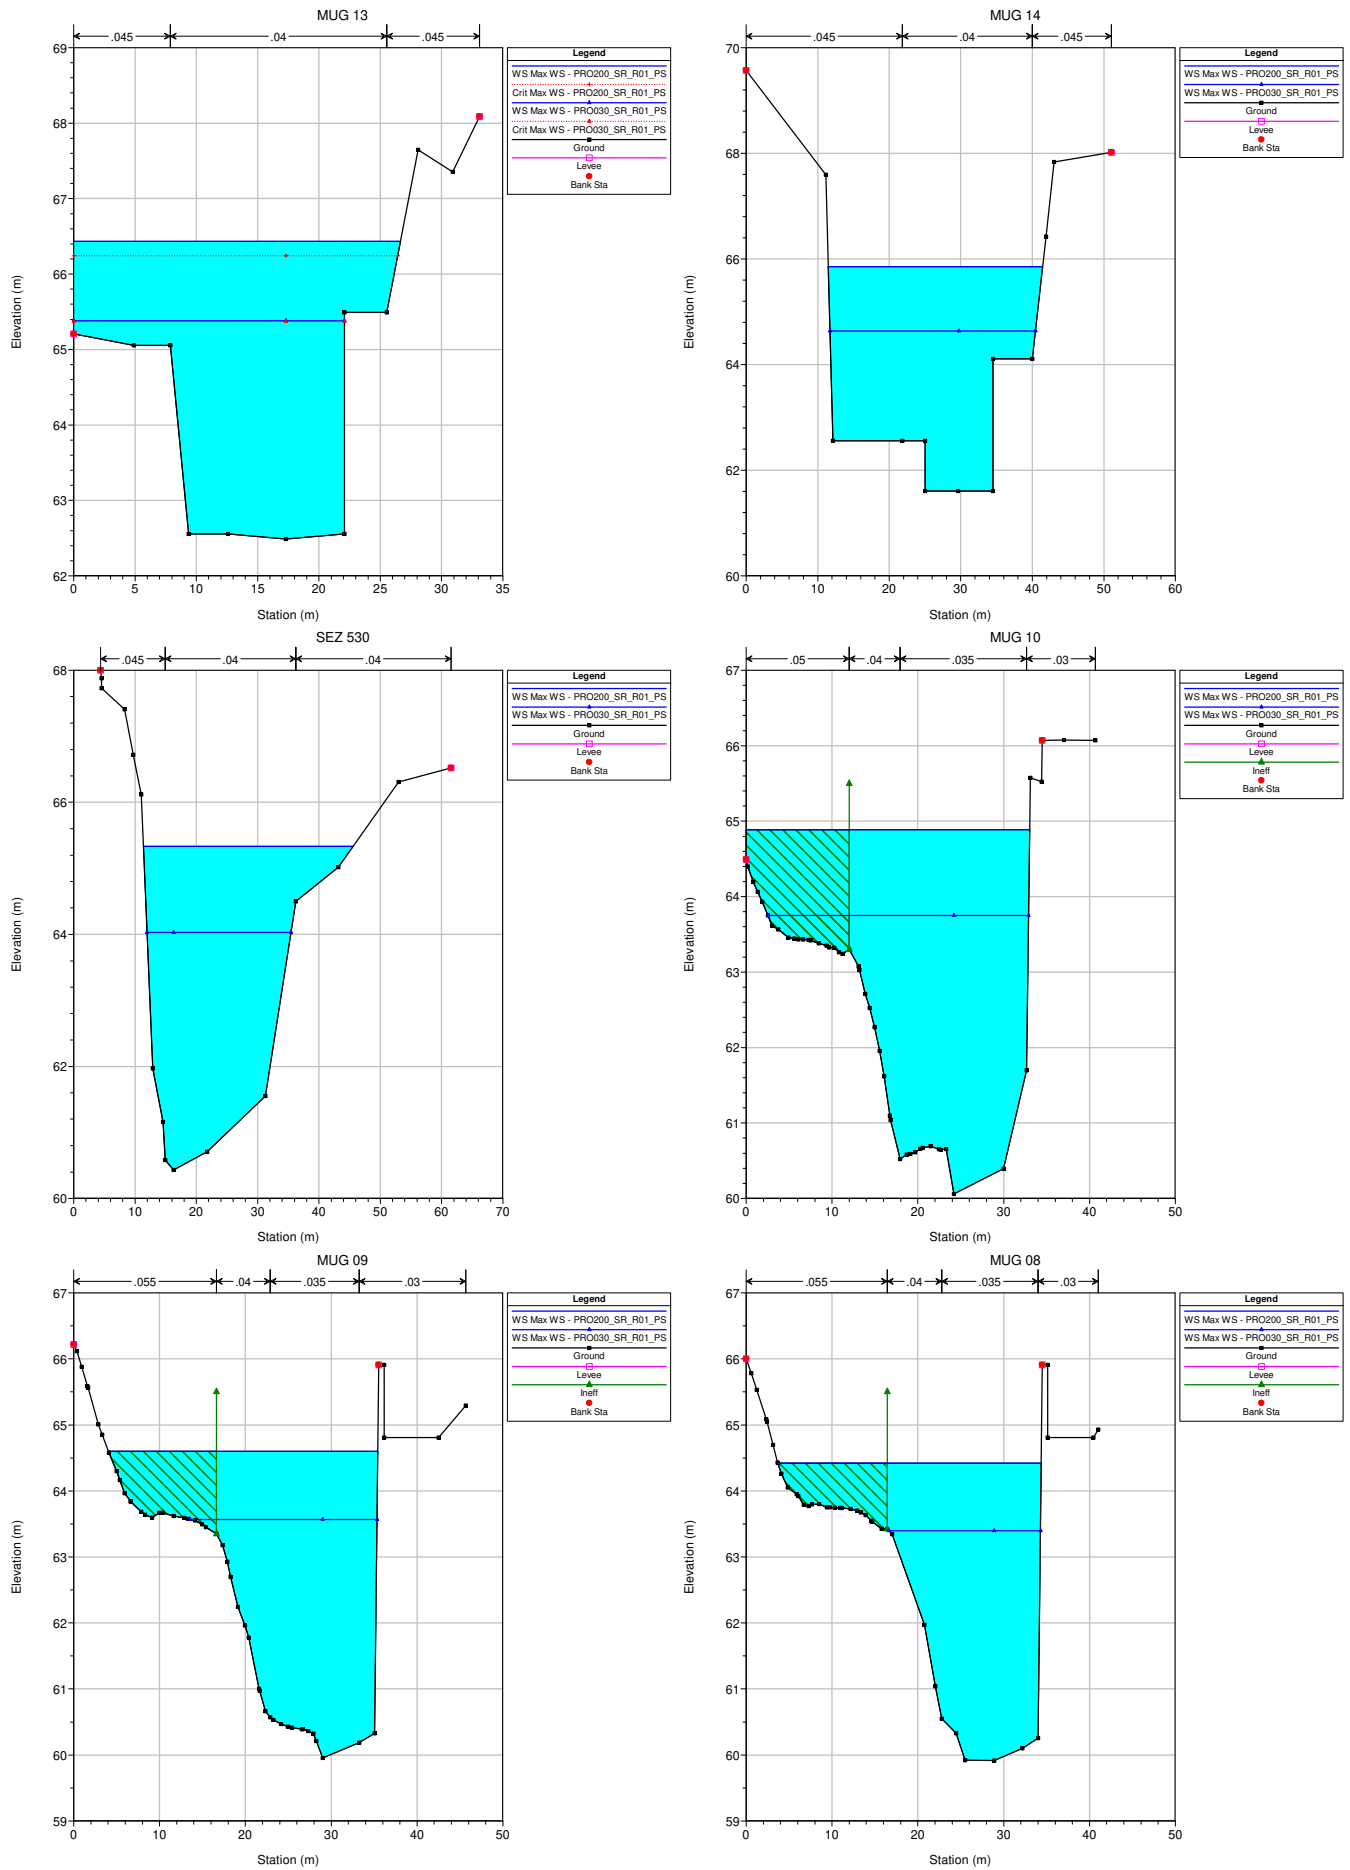 MUG 13
.045 .04 .045
69
68
67
66
65
64
63
62
0 5 10 15 20 25 30 35
Station (m)
Elevation (m)
Legend
WS Max WS - PRO200_SR_R01_PS
Crit Max WS - PRO200_SR_R01_PS
WS Max WS - PRO030_SR_R01_PS
Crit Max WS - PRO030_SR_R01_PS
Ground
Levee
Bank Sta
MUG 14
.045 .04 .045
70
68
66
64
62
60
0 10 20 30 40 50 60
Station (m)
Elevation (m)
Legend
WS Max WS - PRO200_SR_R01_PS
WS Max WS - PRO030_SR_R01_PS
Ground
Levee
Bank Sta
SEZ 530
.045 .04 .04
68
66
64
62
60
0 10 20 30 40 50 60 70
Station (m)
Elevation (m)
Legend
WS Max WS - PRO200_SR_R01_PS
WS Max WS - PRO030_SR_R01_PS
Ground
Levee
Bank Sta
MUG 10
.05 .04 .035 .03
67
66
65
64
63
62
61
60
0 10 20 30 40 50
Station (m)
Elevation (m)
Legend
WS Max WS - PRO200_SR_R01_PS
WS Max WS - PRO030_SR_R01_PS
Ground
Levee
Ineff
Bank Sta
MUG 09
.055 .04 .035 .03
67
66
65
64
63
62
61
60
59
0 10 20 30 40 50
Station (m)
Elevation (m)
Legend
WS Max WS - PRO200_SR_R01_PS
WS Max WS - PRO030_SR_R01_PS
Ground
Levee
Ineff
Bank Sta
MUG 08
.055 .04 .035 .03
67
66
65
64
63
62
61
60
59
0 10 20 30 40 50
Station (m)
Elevation (m)
Legend
WS Max WS - PRO200_SR_R01_PS
WS Max WS - PRO030_SR_R01_PS
Ground
Levee
Ineff
Bank Sta